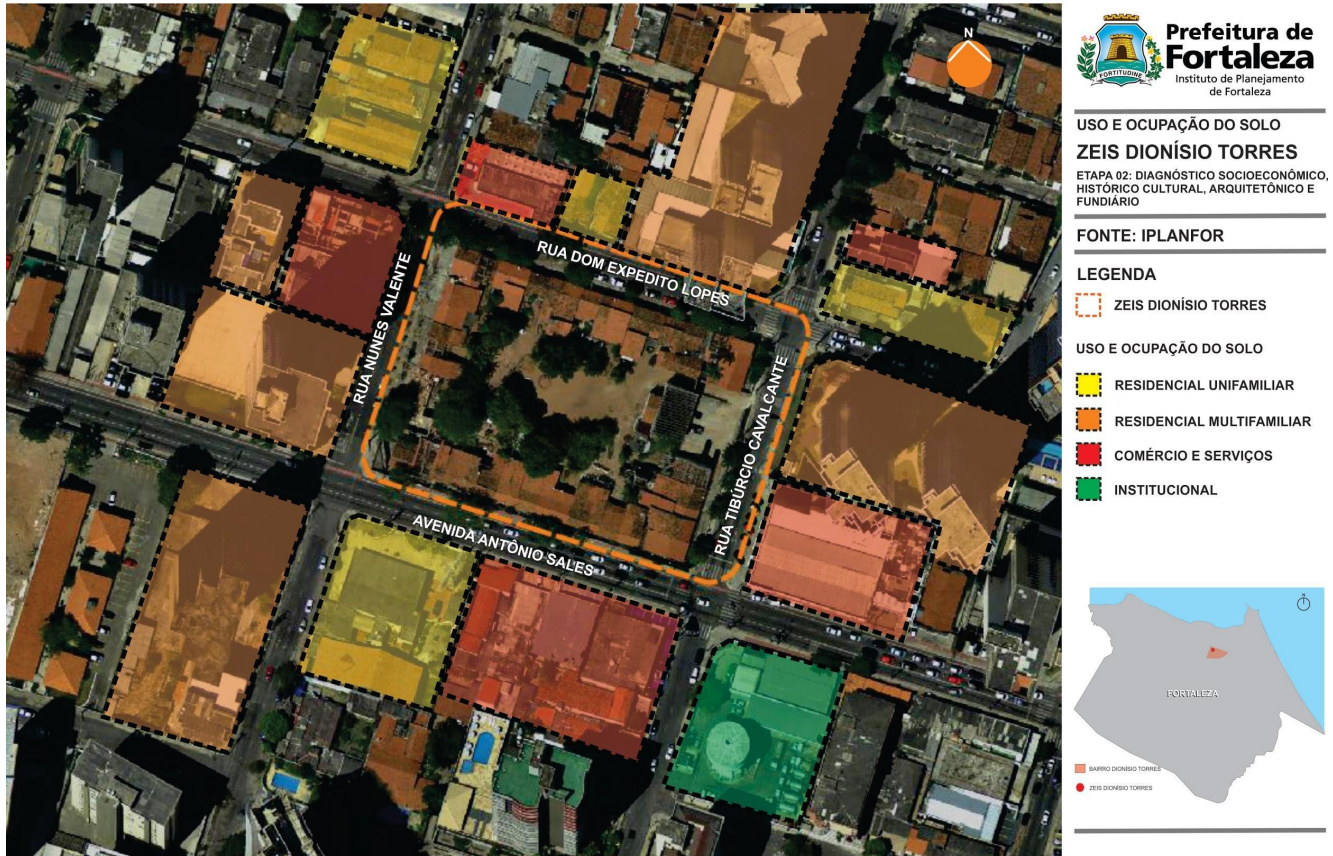 N
RUA DOM EXPEDITO LOPES
RUA NUNES VALENTE
RUA TIBÚRCIO CAVALCANTE
AVENIDA ANTÔNIO SALES
FORTITUDINE
Prefeitura de
Fortaleza
Instituto de Planejamento
de Fortaleza
USO E OCUPAÇÃO DO SOLO
ZEIS DIONÍSIO TORRES
ETAPA 02: DIAGNÓSTICO SOCIOECONÔMICO,
HISTÓRICO CULTURAL, ARQUITETÔNICO E
FUNDIÁRIO
FONTE: IPLANFOR
LEGENDA
ZEIS DIONÍSIO TORRES
USO E OCUPAÇÃO DO SOLO
RESIDENCIAL UNIFAMILIAR
RESIDENCIAL MULTIFAMILIAR
COMÉRCIO E SERVIÇOS
INSTITUCIONAL
N
FORTALEZA
BAIRRO DIONÍSIO TORRES
ZEIS DIONÍSIO TORRES